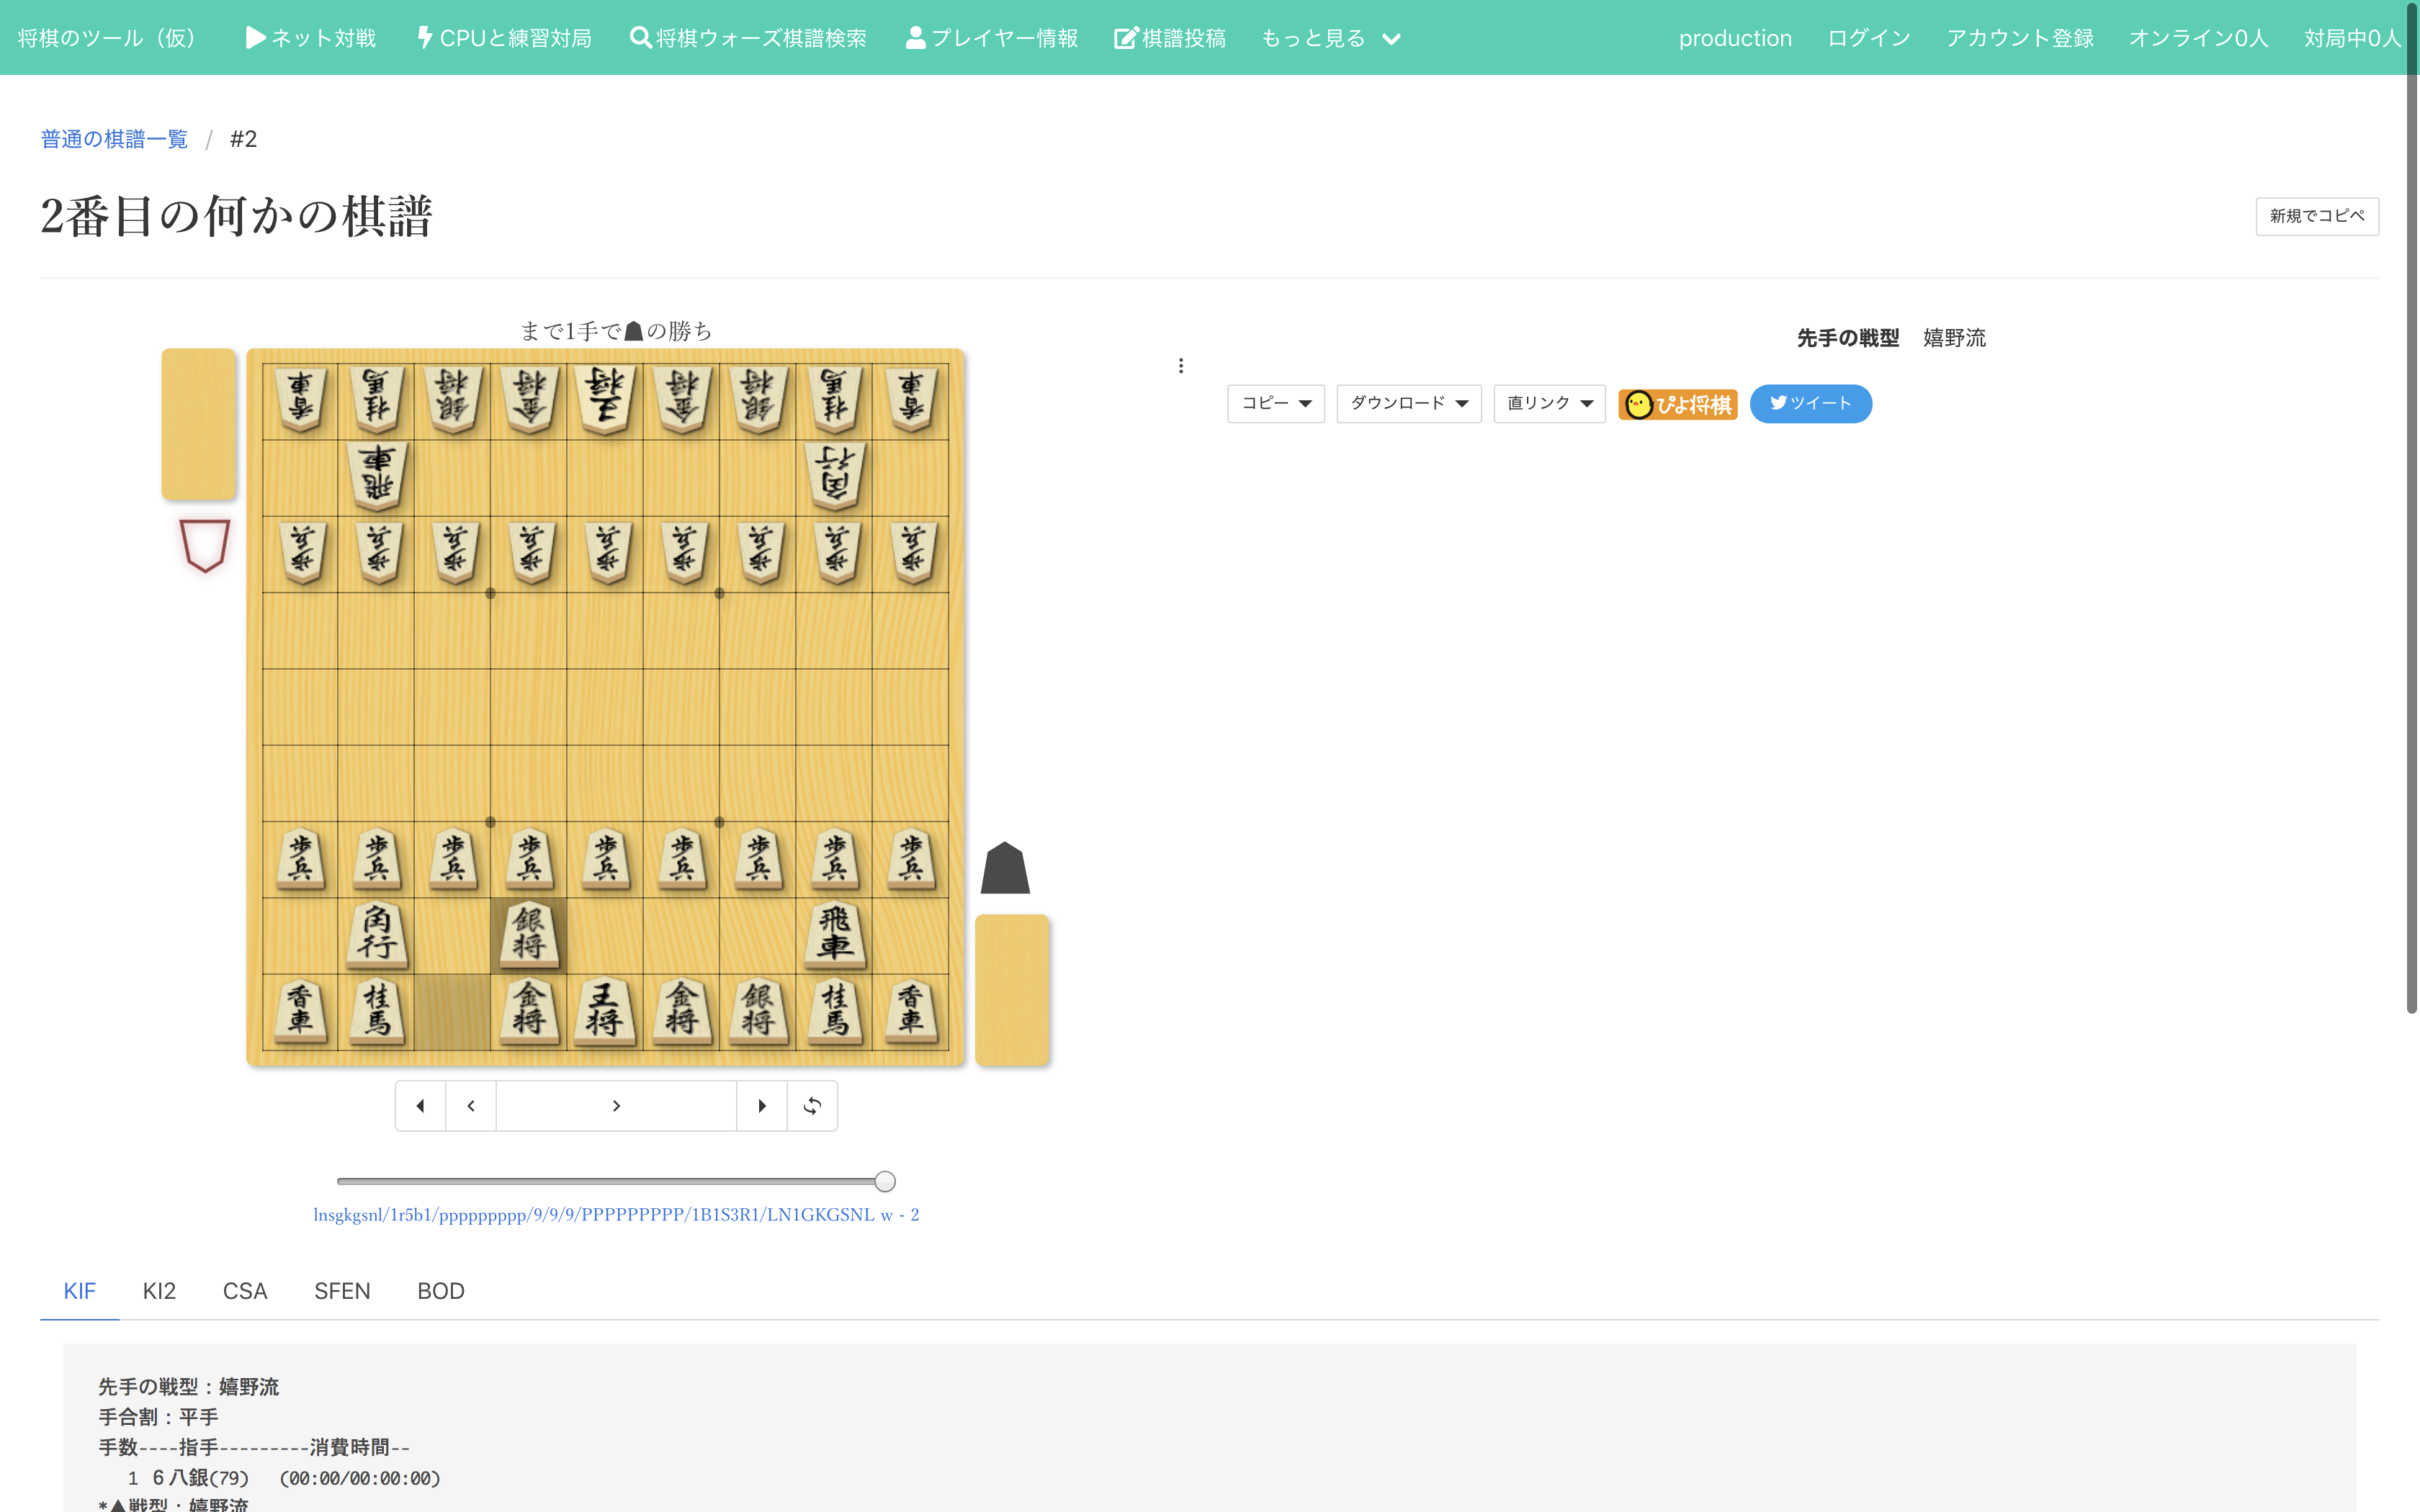 将棋のツール（仮） ネット対戦 CPUと練習対局 将棋ウォーズ棋譜検索 プレイヤー情報 棋譜投稿 もっと見る production ログイン アカウント登録 オンライン0人 対局中0人
普通の棋譜一覧 / #2
2番目の何かの棋譜
新規でコピペ
まで1手で☗の勝ち
先手の戦型 嬉野流
コピー ダウンロード 直リンク ぴよ将棋 ツイート
香車 桂馬 銀将 金将 王将 金将 銀将 桂馬 香車
飛車 角行
歩兵 歩兵 歩兵 歩兵 歩兵 歩兵 歩兵 歩兵 歩兵
歩兵 歩兵 歩兵 歩兵 歩兵 歩兵 歩兵 歩兵 歩兵
角行 銀将 飛車
香車 桂馬 金将 王将 金将 銀将 桂馬 香車
lnsgkgsnl/1r5b1/ppppppppp/9/9/9/PPPPPPPPP/1B1S3R1/LN1GKGSNL w - 2
KIF KI2 CSA SFEN BOD
先手の戦型：嬉野流
手合割：平手
手数----指手---------消費時間--
1 ６八銀(79) (00:00/00:00:00)
*▲戦型：嬉野流